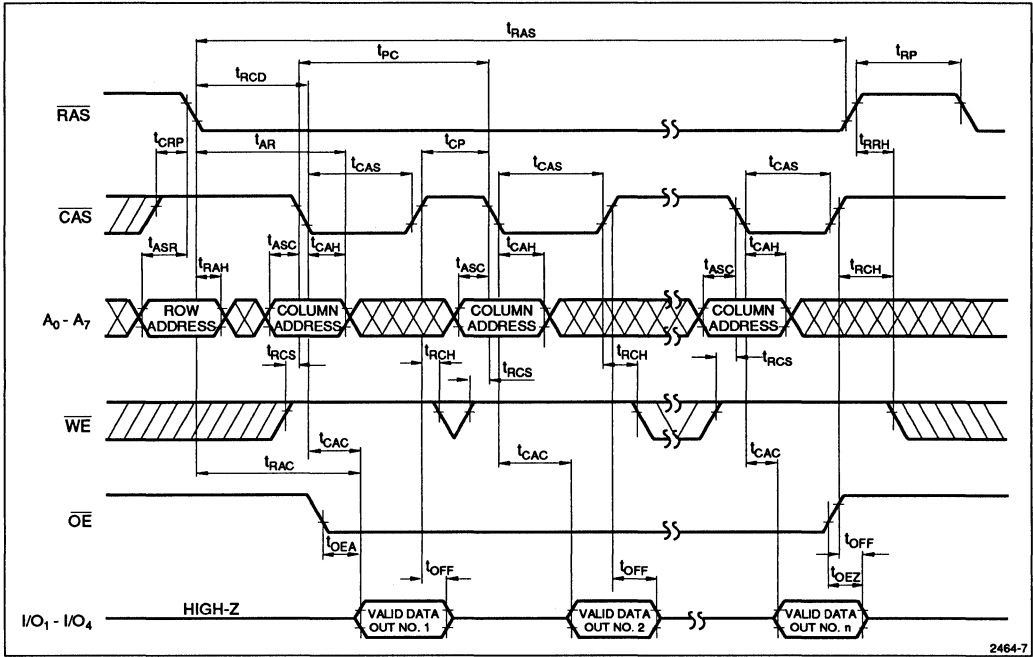 tRAS
tPC
tRP
tRCD
RAS
tCRP
tAR
tCP
tRRH
tCAS
tCAS
tCAS
CAS
tASR
tRAH
tASC
tCAH
tASC
tCAH
tASC
tCAH
tRCH
A0 - A7
ROW
ADDRESS
COLUMN
ADDRESS
COLUMN
ADDRESS
COLUMN
ADDRESS
tRCS
tRCH
tRCS
tRCH
tRCS
WE
tCAC
tCAC
tCAC
tRAC
OE
tOEA
tOFF
tOFF
tOFF
tOEZ
I/O1 - I/O4
HIGH-Z
VALID DATA
OUT NO. 1
VALID DATA
OUT NO. 2
VALID DATA
OUT NO. n
2464-7